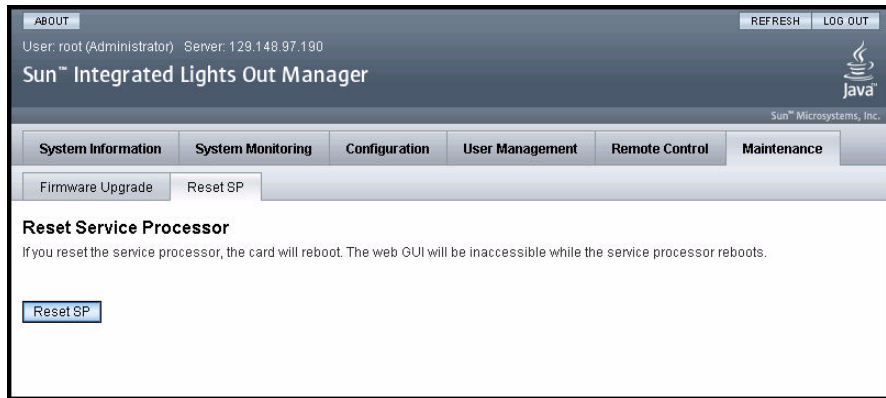 ABOUT
REFRESH LOG OUT
User: root (Administrator) Server: 129.148.97.190
Sun™ Integrated Lights Out Manager
Java™
Sun™ Microsystems, Inc.
System Information System Monitoring Configuration User Management Remote Control Maintenance
Firmware Upgrade Reset SP
Reset Service Processor
If you reset the service processor, the card will reboot. The web GUI will be inaccessible while the service processor reboots.
Reset SP